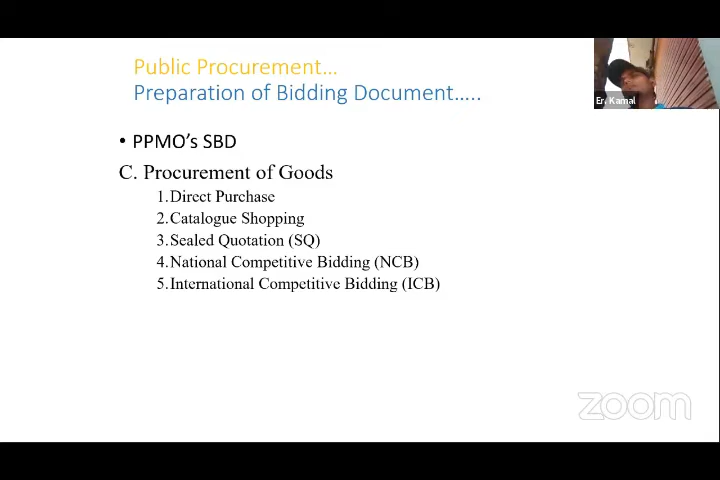 Public Procurement…
Preparation of Bidding Document…..
Er. Kamal
• PPMO’s SBD
C. Procurement of Goods
1. Direct Purchase
2. Catalogue Shopping
3. Sealed Quotation (SQ)
4. National Competitive Bidding (NCB)
5. International Competitive Bidding (ICB)
zoom